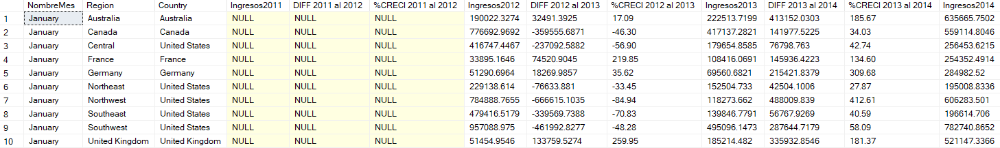 NombreMes Region Country Ingresos2011 DIFF 2011 al 2012 %CRECI 2011 al 2012 Ingresos2012 DIFF 2012 al 2013 %CRECI 2012 al 2013 Ingresos2013 DIFF 2013 al 2014 %CRECI 2013 al 2014 Ingresos2014
1 January Australia Australia NULL NULL NULL 190022.3274 32491.3925 17.09 222513.7199 413152.0303 185.67 635665.7502
2 January Canada Canada NULL NULL NULL 776692.9692 -359555.6871 -46.30 417137.2821 141977.5225 34.03 559114.8046
3 January Central United States NULL NULL NULL 416747.4467 -237092.5882 -56.90 179654.8585 76798.763 42.74 256453.6215
4 January France France NULL NULL NULL 33895.1646 74520.9045 219.85 108416.0691 145936.4223 134.60 254352.4914
5 January Germany Germany NULL NULL NULL 51290.6964 18269.9857 35.62 69560.6821 215421.8379 309.68 284982.52
6 January Northeast United States NULL NULL NULL 229138.614 -76633.881 -33.45 152504.733 42504.1006 27.87 195008.8336
7 January Northwest United States NULL NULL NULL 784888.7655 -666615.1035 -84.94 118273.662 488009.839 412.61 606283.501
8 January Southeast United States NULL NULL NULL 479416.5179 -339569.7388 -70.83 139846.7791 56767.9269 40.59 196614.706
9 January Southwest United States NULL NULL NULL 957088.975 -461992.8277 -48.28 495096.1473 287644.7179 58.09 782740.8652
10 January United Kingdom United Kingdom NULL NULL NULL 51454.9546 133759.5274 259.95 185214.482 335932.8546 181.37 521147.3366